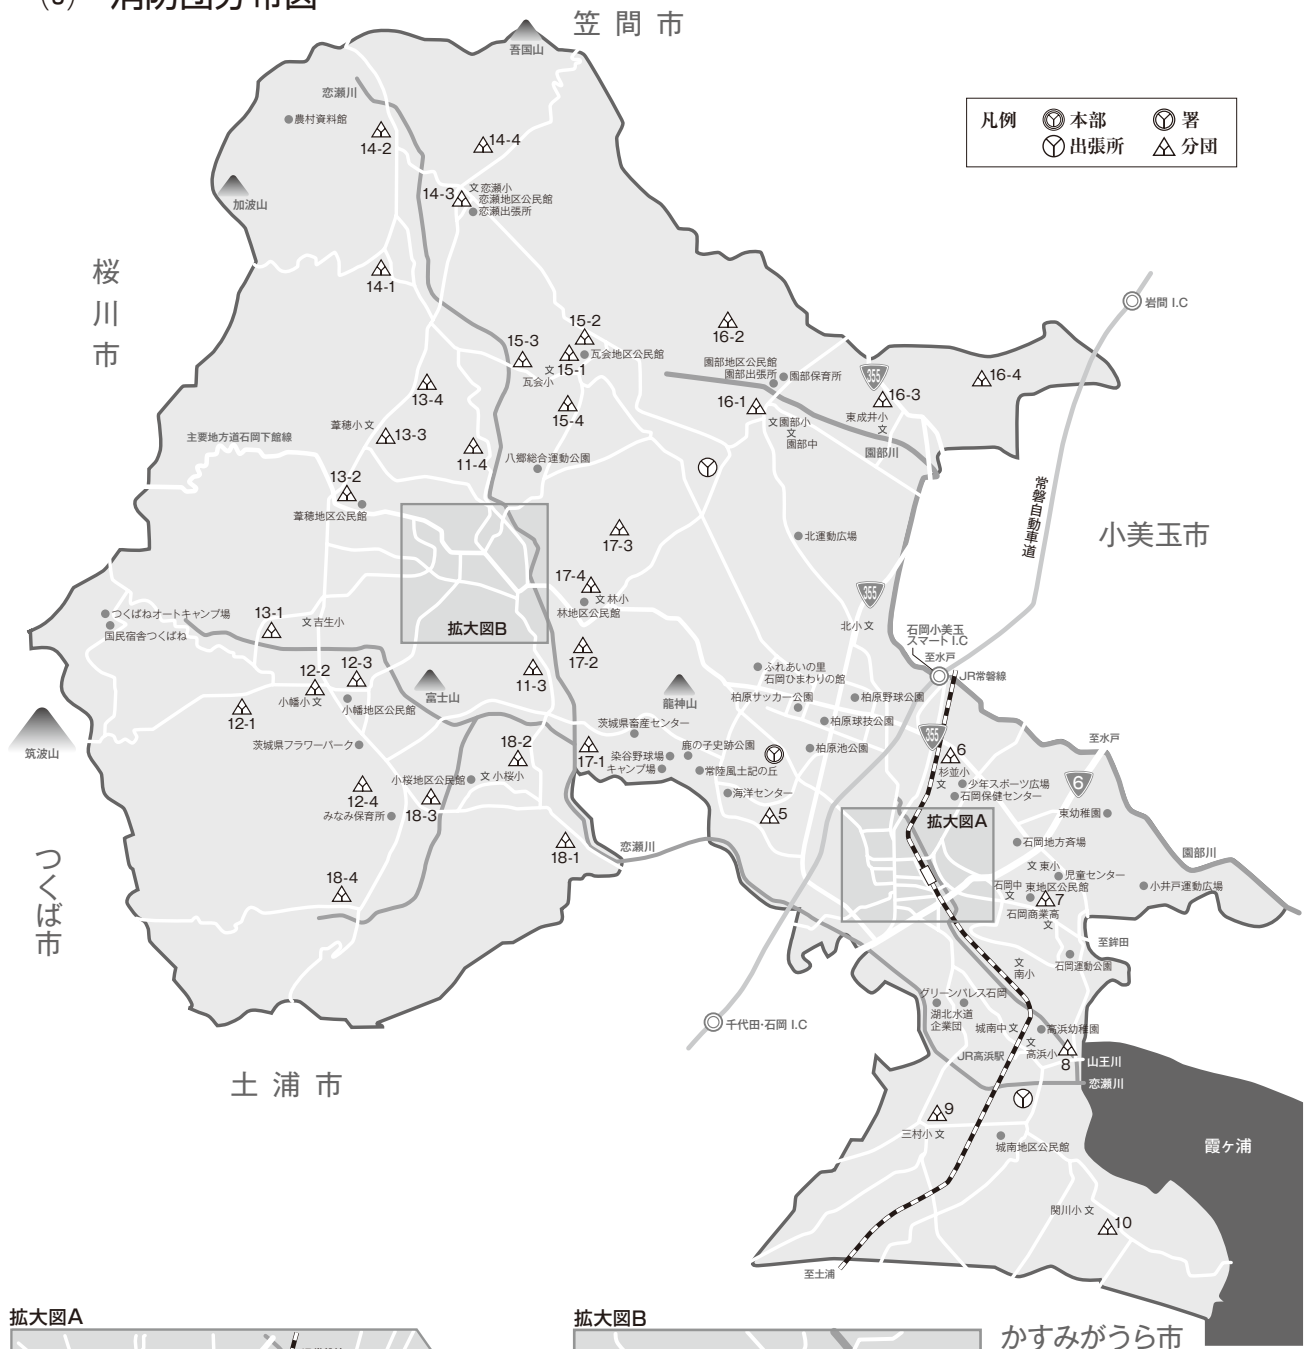 消防団分布図
笠間市
吾国山
恋瀬川
農村資料館
14-2
14-4
凡例 本部 署
出張所 分団
14-3
文 恋瀬小
恋瀬地区公民館
恋瀬出張所
加波山
桜川市
14-1
岩間 I.C
15-2
15-3
瓦会地区公民館
15-1
文
瓦会小
16-2
園部地区公民館
園部出張所
園部保育所
355
16-3
16-4
13-4
15-4
16-1
東成井小
文
文 園部小
文
園部中
園部川
葦穂小 文
13-3
主要地方道石岡下館線
11-4
八郷総合運動公園
13-2
葦穂地区公民館
常磐自動車道
小美玉市
17-3
北運動広場
17-4
文 林小
林地区公民館
355
つくばねオートキャンプ場
国民宿舎つくばね
13-1
文 吉生小
拡大図B
北小 文
石岡小美玉
スマート I.C
至水戸
JR常磐線
17-2
12-2
12-3
小幡小 文
小幡地区公民館
富士山
11-3
ふれあいの里
石岡ひまわりの館
龍神山
柏原サッカー公園
柏原野球公園
12-1
筑波山
茨城県フラワーパーク
柏原球技公園
茨城県畜産センター
355
18-2
17-1
染谷野球場
キャンプ場
鹿の子史跡公園
常陸風土記の丘
柏原池公園
6
至水戸
小桜地区公民館
文 小桜小
海洋センター
杉並小
文
少年スポーツ広場
石岡保健センター
6
12-4
みなみ保育所
18-3
5
拡大図A
東幼稚園
18-1
恋瀬川
石岡地方斎場
園部川
つくば市
文 東小
児童センター
石岡中
文
東地区公民館
7
小井戸運動広場
石岡商業高
文
18-4
至鉾田
石岡運動公園
文
南小
グリーンパレス石岡
湖北水道
企業団
千代田・石岡 I.C
城南中 文
高浜幼稚園
文
高浜小
8
JR高浜駅
山王川
恋瀬川
土浦市
9
三村小 文
城南地区公民館
霞ヶ浦
関川小 文
10
至土浦
拡大図A
拡大図B
かすみがうら市